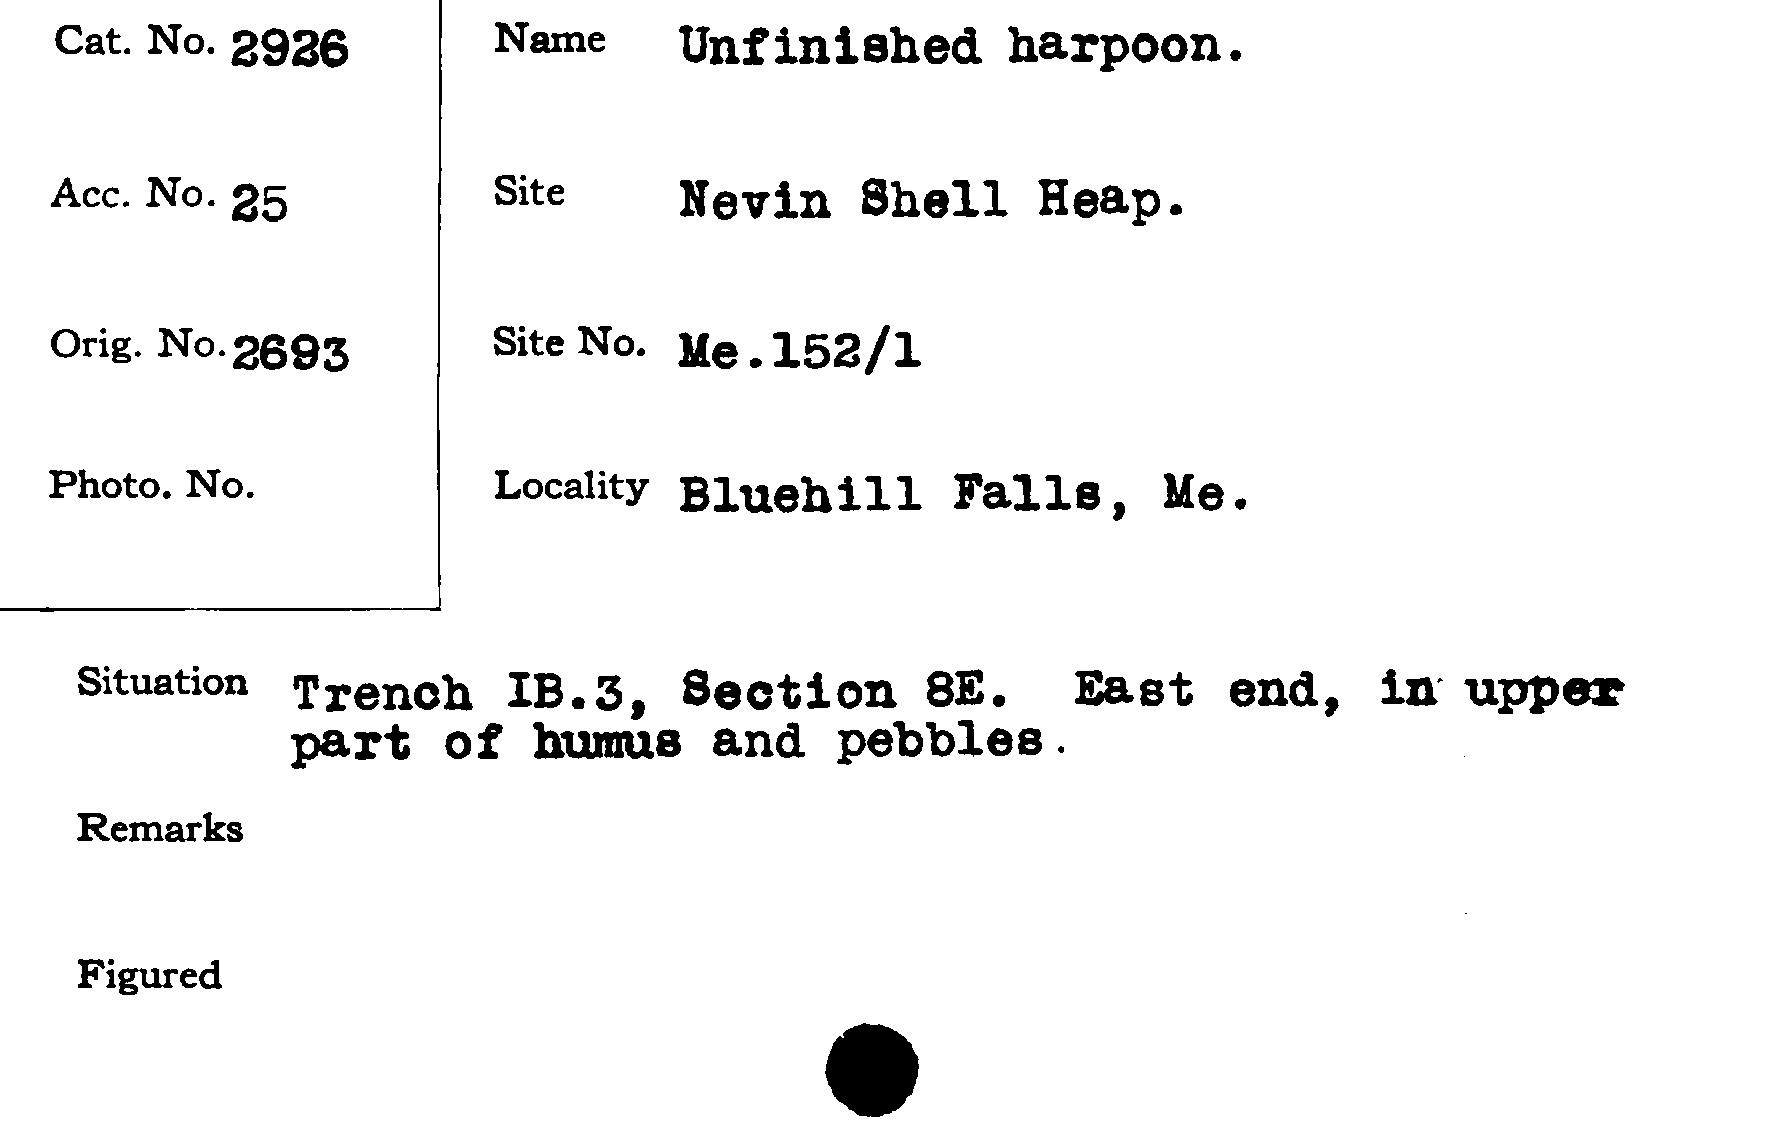 Cat. No. 2926
Name Unfinished harpoon.
Acc. No. 25
Site Nevin Shell Heap.
Orig. No. 2693
Site No. Me.152/1
Photo. No.
Locality Bluehill Falls, Me.
Situation Trench IB.3, Section 8E. East end, in upper
part of humus and pebbles.
Remarks
Figured